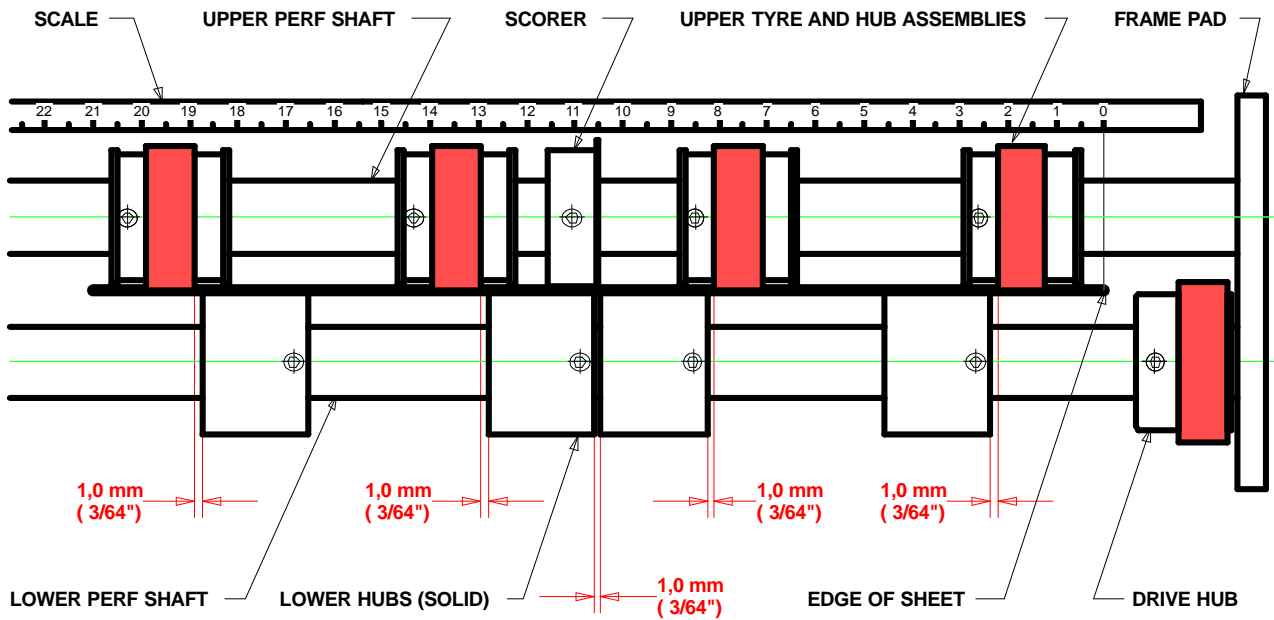 SCALE UPPER PERF SHAFT SCORER UPPER TYRE AND HUB ASSEMBLIES FRAME PAD
22 21 20 19 18 17 16 15 14 13 12 11 10 9 8 7 6 5 4 3 2 1 0
1,0 mm 1,0 mm 1,0 mm 1,0 mm
( 3/64") ( 3/64") ( 3/64") ( 3/64")
1,0 mm
( 3/64")
LOWER PERF SHAFT LOWER HUBS (SOLID) EDGE OF SHEET DRIVE HUB